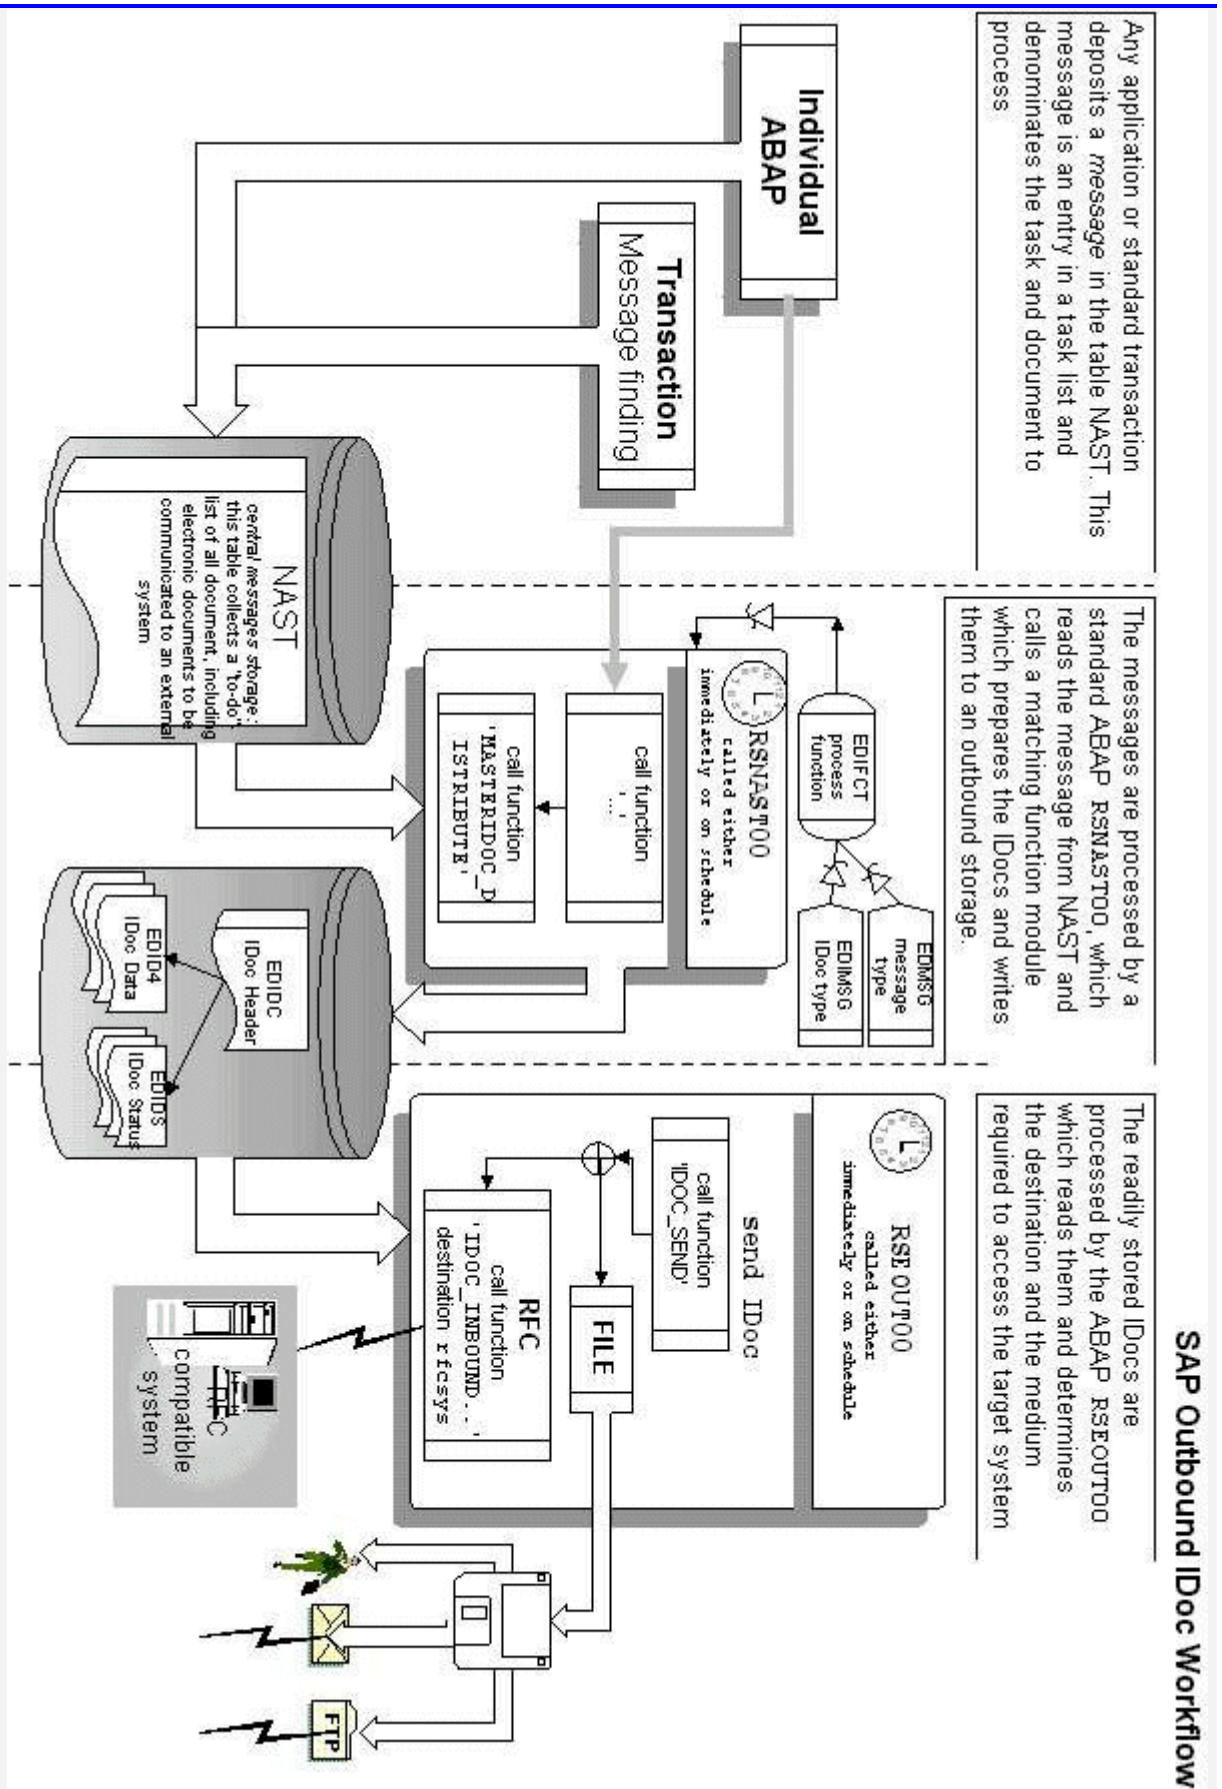 SAP Outbound IDoc Workflow
Any application or standard transaction
deposits a message in the table NAST. This
message is an entry in a task list and
denominates the task and document to
process
The messages are processed by a
standard ABAP RSNAST00, which
reads the message from NAST and
calls a matching function module
which prepares the IDocs and writes
them to an outbound storage.
The readily stored IDocs are
processed by the ABAP RSEOUT00
which reads them and determines
the destination and the medium
required to access the target system
Individual
ABAP
Transaction
Message finding
NAST
central messages storage:
this table collects a "to-do"
list of all document, including
electronic documents to be
communicated to an external
system
EDIFCT
process
function
EDMSG
message
type
EDIMSG
IDoc type
RSNAST00
called either
immediately or on schedule
call function
'...'
call function
'MASTERIDOC_D
ISTRIBUTE'
EDIDC
IDoc Header
EDID4
IDoc Data
EDIDS
IDoc Status
RSEOUT00
called either
immediately or on schedule
send IDoc
call function
'IDOC_SEND'
FILE
RFC
call function
'IDOC_INBOUND..'
destination rfcsys
compatible
system
FTP